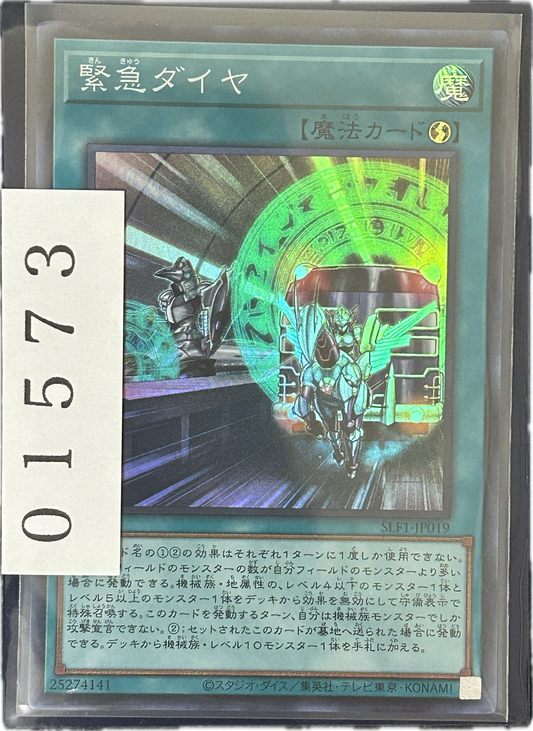 緊急ダイヤ
魔
【魔法カード】
01573
SLF1-JP019
ド名の①②の効果はそれぞれ1ターンに1度しか使用できない。
ィールドのモンスターの数が自分フィールドのモンスターより多い
場合に発動できる。機械族・地属性の、レベル4以下のモンスター1体と
レベル5以上のモンスター1体をデッキから効果を無効にして守備表示で
特殊召喚する。このカードを発動するターン、自分は機械族モンスターでしか
攻撃宣言できない。②:セットされたこのカードが墓地へ送られた場合に発動
できる。デッキから機械族・レベル10モンスター1体を手札に加える。
25274141
©スタジオ・ダイス/集英社・テレビ東京・KONAMI